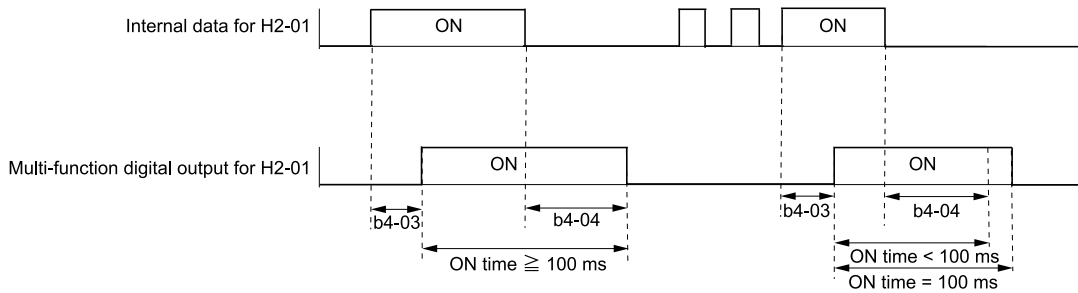 Internal data for H2-01
ON
ON
Multi-function digital output for H2-01
ON
ON
b4-03
b4-04
b4-03
b4-04
ON time ≧ 100 ms
ON time < 100 ms
ON time = 100 ms